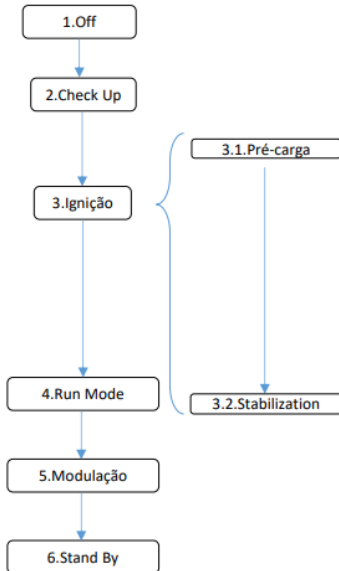 1.Off
2.Check Up
3.1.Pré-carga
3.Ignição
4.Run Mode
3.2.Stabilization
5.Modulação
6.Stand By